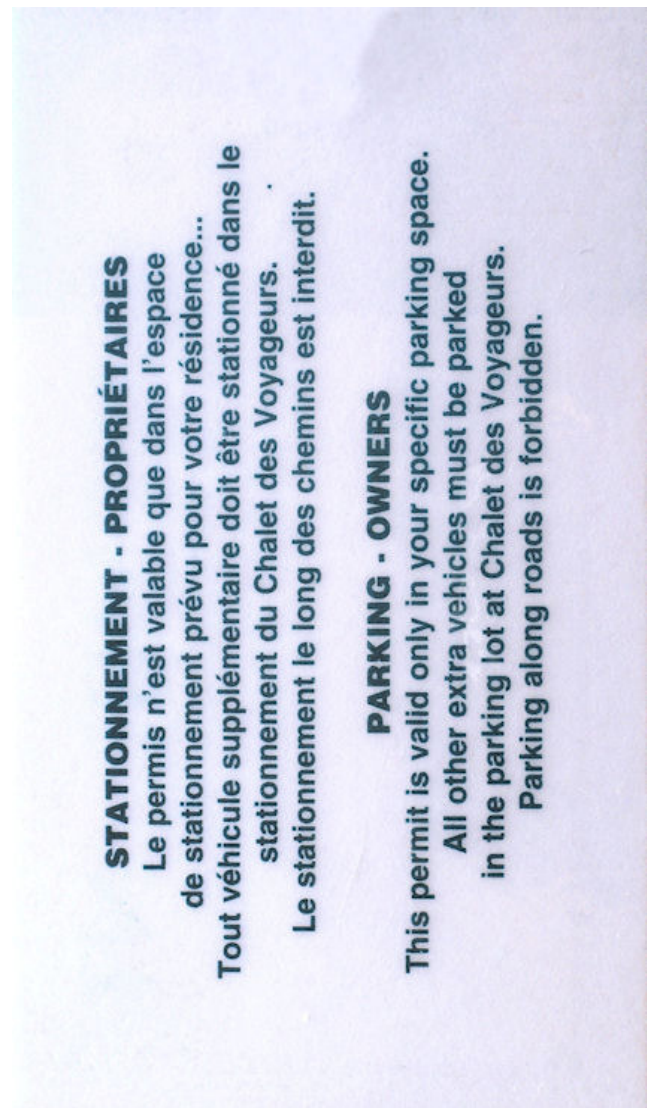 STATIONNEMENT - PROPRIÉTAIRES
Le permis n'est valable que dans l'espace
de stationnement prévu pour votre résidence...
Tout véhicule supplémentaire doit être stationné dans le
stationnement du Chalet des Voyageurs.
Le stationnement le long des chemins est interdit.
PARKING - OWNERS
This permit is valid only in your specific parking space.
All other extra vehicles must be parked
in the parking lot at Chalet des Voyageurs.
Parking along roads is forbidden.